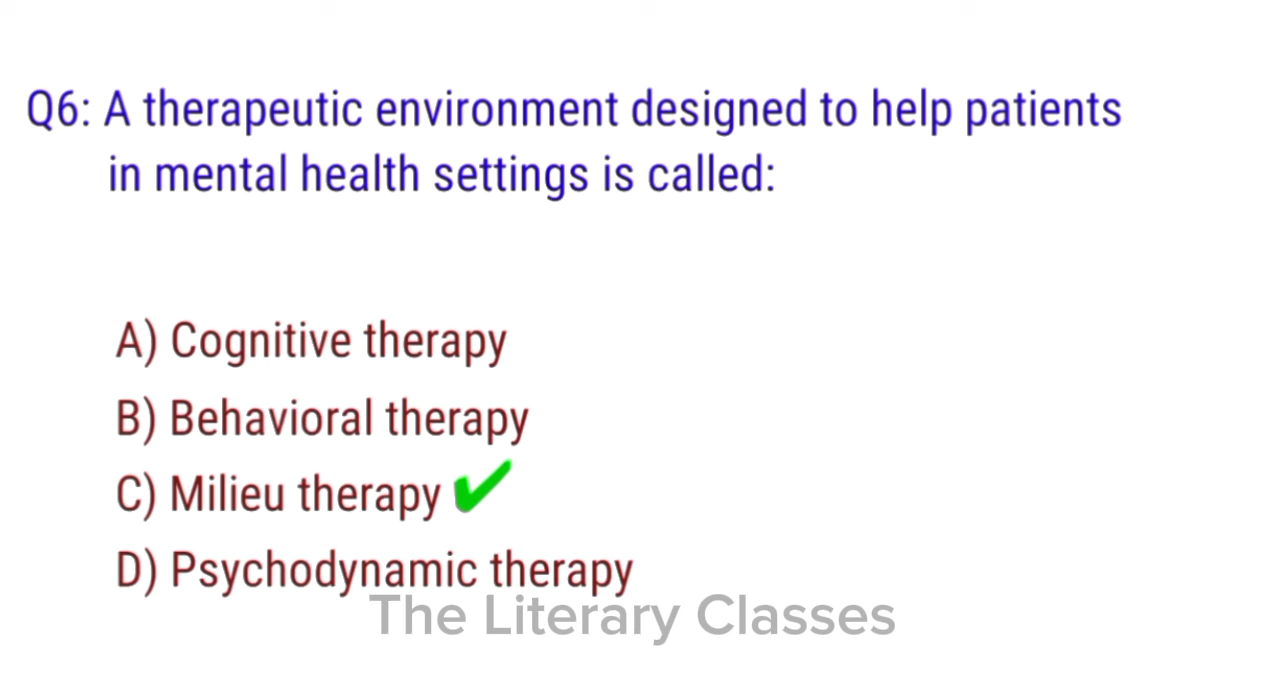 Q6: A therapeutic environment designed to help patients
in mental health settings is called:
A) Cognitive therapy
B) Behavioral therapy
C) Milieu therapy
D) Psychodynamic therapy
The Literary Classes